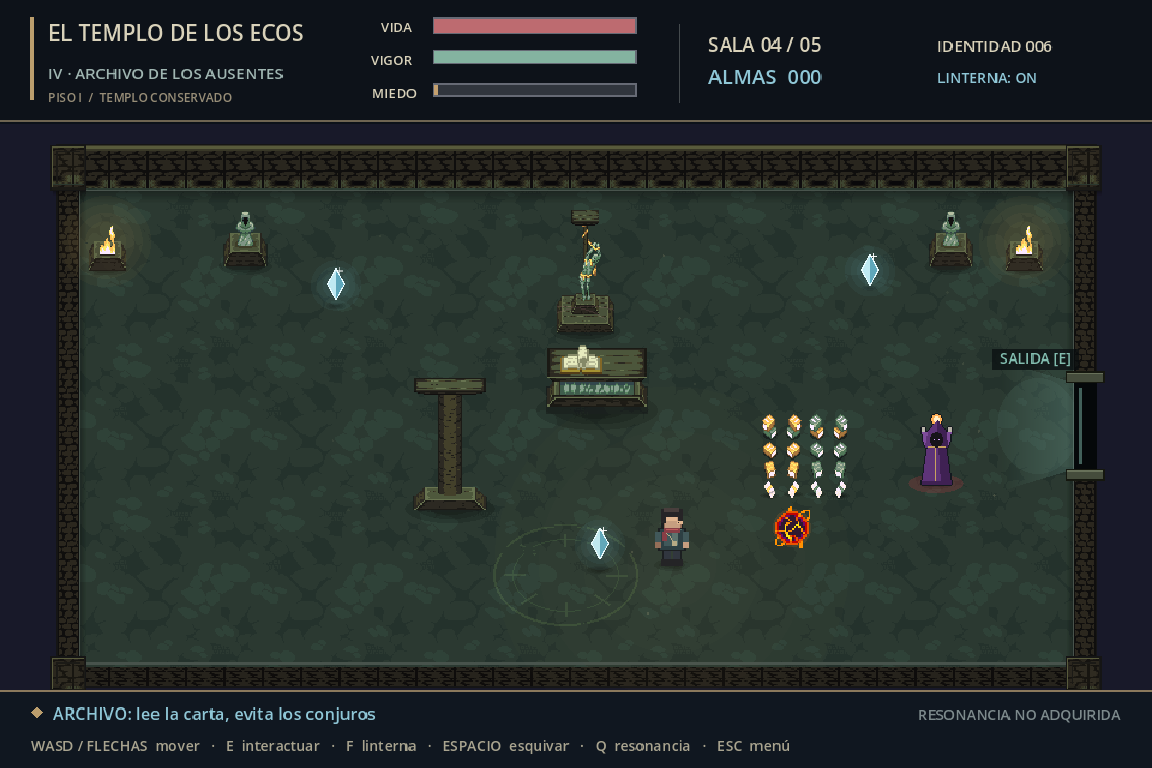 EL TEMPLO DE LOS ECOS
IV · ARCHIVO DE LOS AUSENTES
PISO I / TEMPLO CONSERVADO
VIDA
VIGOR
MIEDO
SALA 04 / 05
ALMAS 000
IDENTIDAD 006
LINTERNA: ON
SALIDA [E]
ARCHIVO: lee la carta, evita los conjuros
RESONANCIA NO ADQUIRIDA
WASD / FLECHAS mover · E interactuar · F linterna · ESPACIO esquivar · Q resonancia · ESC menú